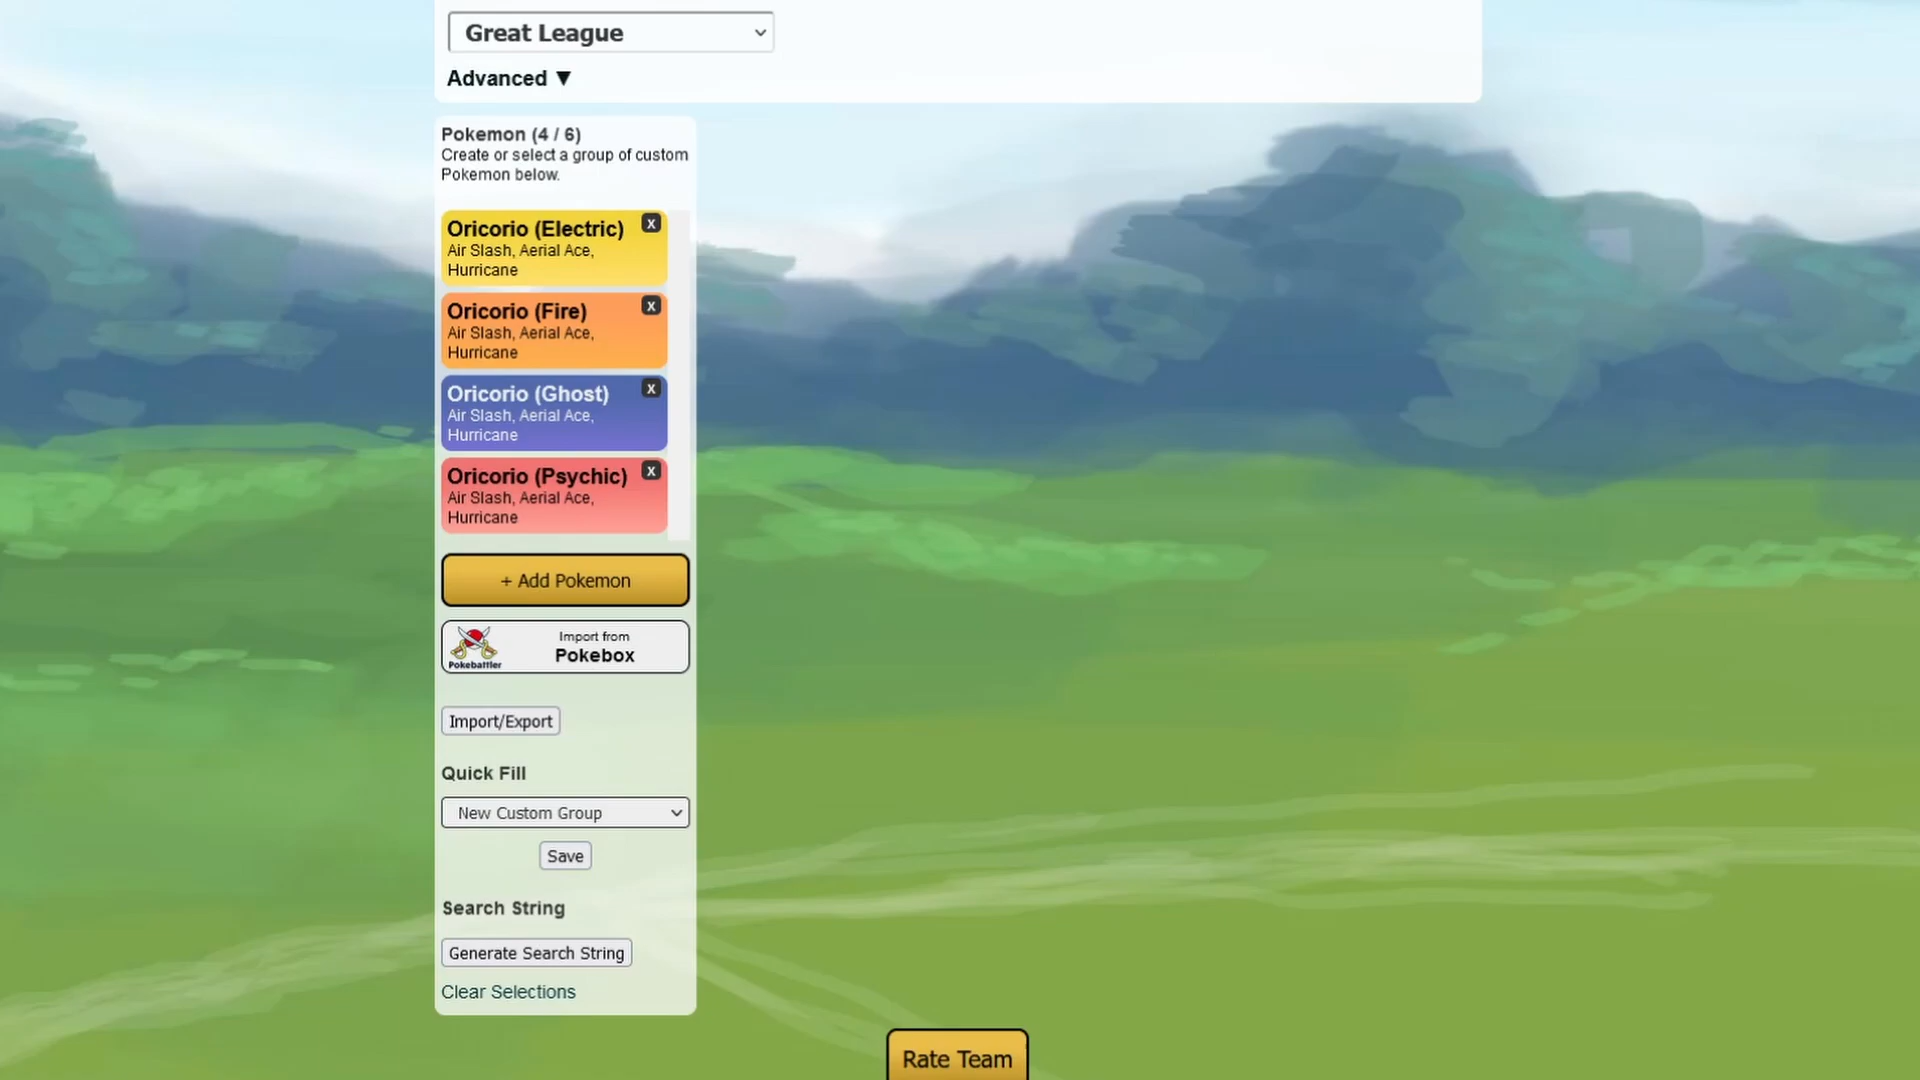 Great League
Advanced ▼
Pokemon (4 / 6)
Create or select a group of custom
Pokemon below.
Oricorio (Electric)
X
Air Slash, Aerial Ace,
Hurricane
Oricorio (Fire)
X
Air Slash, Aerial Ace,
Hurricane
Oricorio (Ghost)
X
Air Slash, Aerial Ace,
Hurricane
Oricorio (Psychic)
X
Air Slash, Aerial Ace,
Hurricane
+ Add Pokemon
Pokebattler
Import from
Pokebox
Import/Export
Quick Fill
New Custom Group
Save
Search String
Generate Search String
Clear Selections
Rate Team